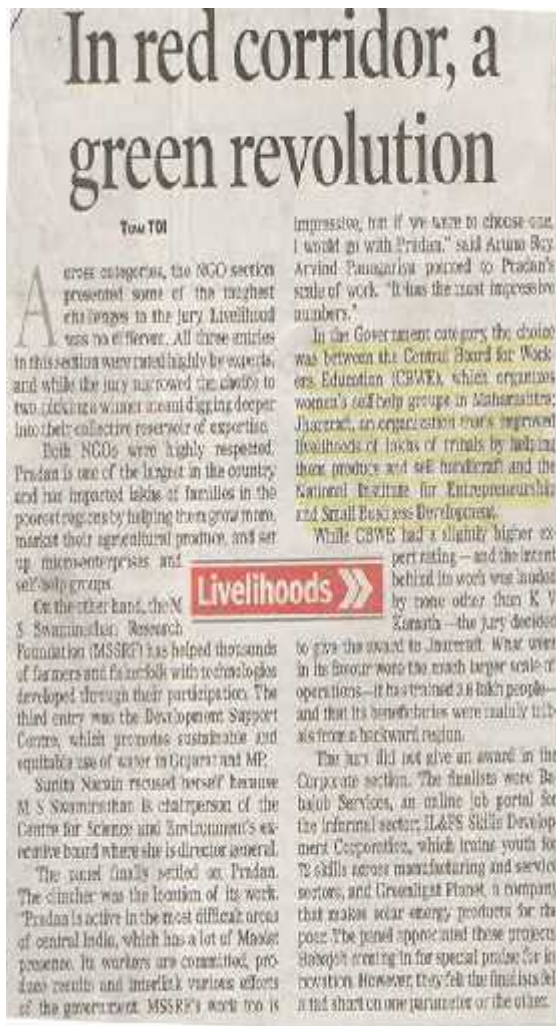 In red corridor, a
green revolution
TEAM TOI
Across categories, the NGO section
presented some of the toughest
challenges to the jury. Livelihood
was no different. All three entries
in this section were rated highly by experts,
and while the jury narrowed the choice to
two, picking a winner meant digging deeper
into their collective reservoir of expertise.
Both NGOs were highly respected.
Pradan is one of the largest in the country
and has impacted lakhs of families in the
poorest regions by helping them grow more,
market their agricultural produce, and set
up microenterprises and
self-help groups.
On the other hand, the M
S Swaminathan Research
Foundation (MSSRF) has helped thousands
of farmers and fisherfolk with technologies
developed through their participation. The
third entry was the Development Support
Centre, which promotes sustainable and
equitable use of water in Gujarat and MP.
Sunita Narain recused herself because
M S Swaminathan is chairperson of the
Centre for Science and Environment's ex-
ecutive board where she is director general.
The panel finally settled on Pradan.
The clincher was the location of its work.
"Pradan is active in the most difficult areas
of central India, which has a lot of Maoist
presence. Its workers are committed, pro-
duce results and interlink various efforts
of the government. MSSRF's work too is
impressive, but if we were to choose one,
I would go with Pradan," said Aruna Roy.
Arvind Panagariya pointed to Pradan's
scale of work. "It has the most impressive
numbers."
In the Government category, the choice
was between the Central Board for Work-
ers Education (CBWE), which organizes
women's self-help groups in Maharashtra;
Jharcraft, an organization that's improved
livelihoods of lakhs of tribals by helping
them produce and sell handicraft and the
National Institute for Entrepreneurship
and Small Business Development.
While CBWE had a slightly higher ex-
pert rating — and the intent
behind its work was lauded
by none other than K V
Kamath — the jury decided
to give the award to Jharcraft. What went
in its favour were the much larger scale of
operations — it has trained 2.8 lakh people —
and that its beneficiaries were mainly trib-
als from a backward region.
The jury did not give an award in the
Corporate section. The finalists were Ba-
bajob Services, an online job portal for
the informal sector; IL&FS Skills Develop-
ment Corporation, which trains youth for
72 skills across manufacturing and service
sectors, and Greenlight Planet, a company
that makes solar energy products for the
poor. The panel appreciated these projects,
Babajob coming in for special praise for in-
novation. However, they felt the finalists fell
a tad short on one parameter or the other.
Livelihoods